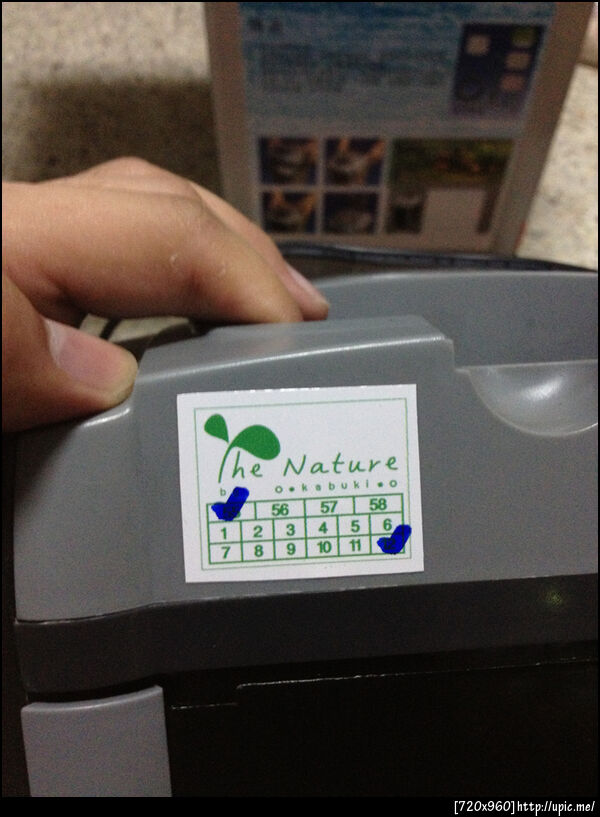 The Nature
o•kabuki•o
56 57 58
1 2 3 4 5 6
7 8 9 10 11
[720x960]http://upic.me/